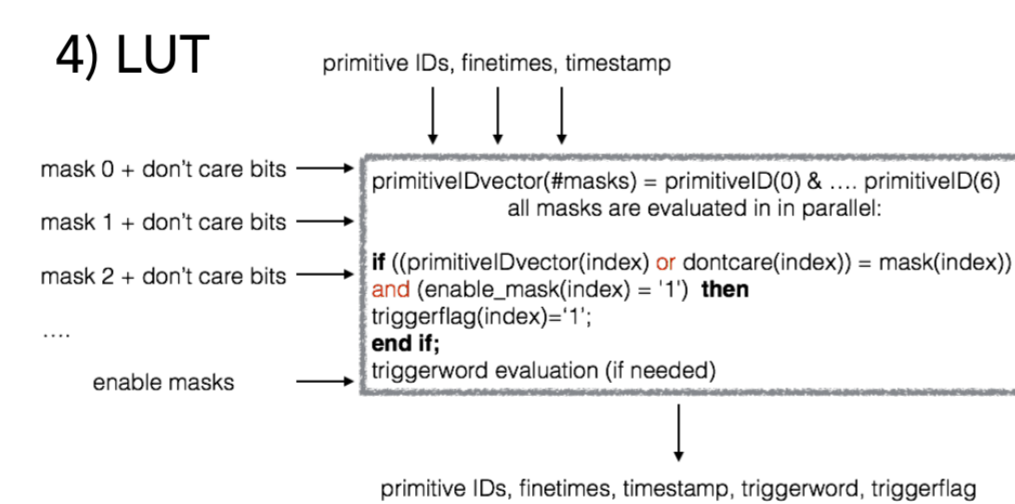 4) LUT
primitive IDs, finetimes, timestamp
mask 0 + don't care bits
mask 1 + don't care bits
mask 2 + don't care bits
....
enable masks
primitiveIDvector(#masks) = primitiveID(0) & .... primitiveID(6)
all masks are evaluated in in parallel:
if ((primitiveIDvector(index) or dontcare(index)) = mask(index))
and (enable_mask(index) = '1') then
triggerflag(index)='1';
end if;
triggerword evaluation (if needed)
primitive IDs, finetimes, timestamp, triggerword, triggerflag